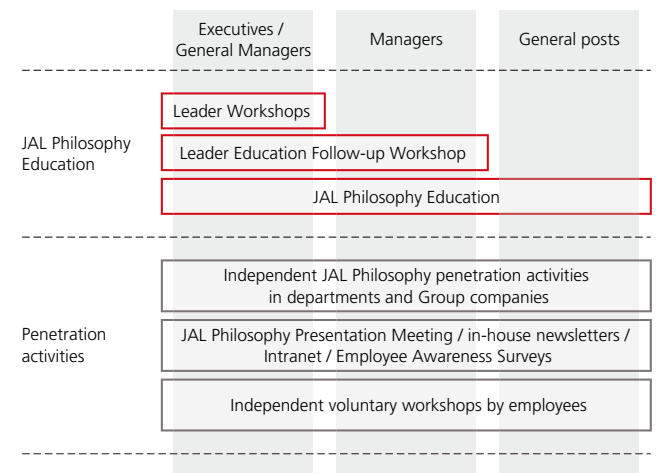 Executives /
General Managers
Managers
General posts
JAL Philosophy
Education
Leader Workshops
Leader Education Follow-up Workshop
JAL Philosophy Education
Penetration
activities
Independent JAL Philosophy penetration activities
in departments and Group companies
JAL Philosophy Presentation Meeting / in-house newsletters /
Intranet / Employee Awareness Surveys
Independent voluntary workshops by employees